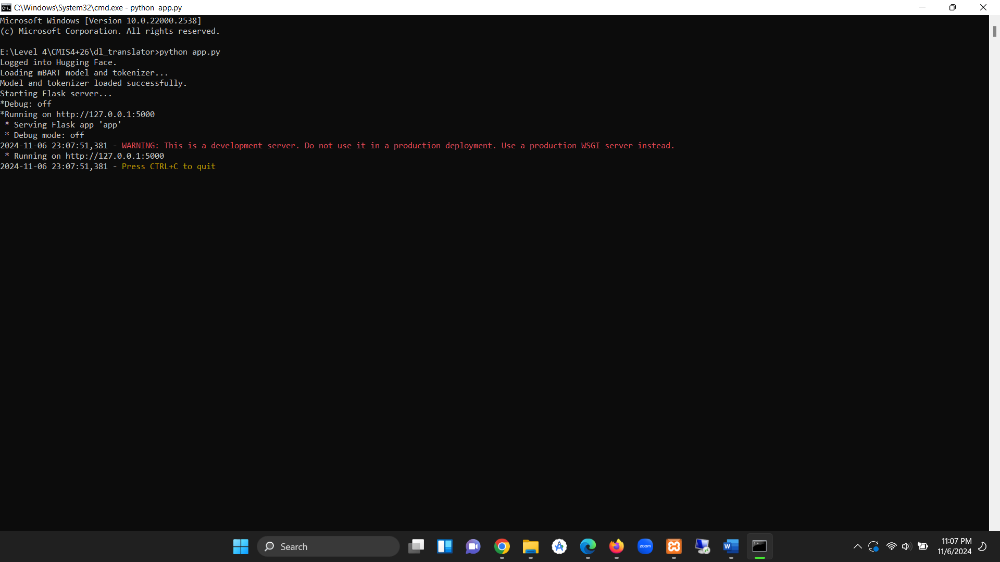 C:\Windows\System32\cmd.exe - python  app.py
Microsoft Windows [Version 10.0.22000.2538]
(c) Microsoft Corporation. All rights reserved.
E:\Level 4\CMIS4+26\dl_translator>python app.py
Logged into Hugging Face.
Loading mBART model and tokenizer...
Model and tokenizer loaded successfully.
Starting Flask server...
*Debug: off
*Running on http://127.0.0.1:5000
 * Serving Flask app 'app'
 * Debug mode: off
2024-11-06 23:07:51,381 - WARNING: This is a development server. Do not use it in a production deployment. Use a production WSGI server instead.
 * Running on http://127.0.0.1:5000
2024-11-06 23:07:51,381 - Press CTRL+C to quit
Search
zoom
W
11:07 PM
11/6/2024